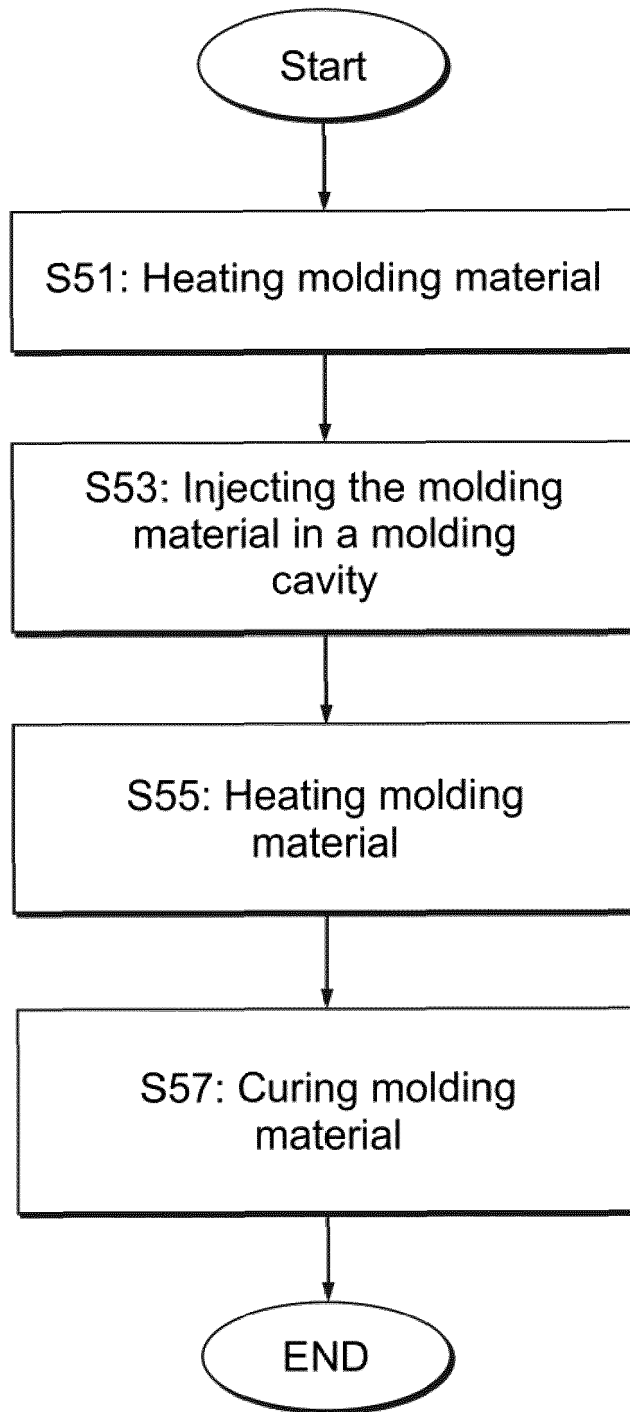 Start
S51: Heating molding material
S53: Injecting the molding
material in a molding
cavity
S55: Heating molding
material
S57: Curing molding
material
END